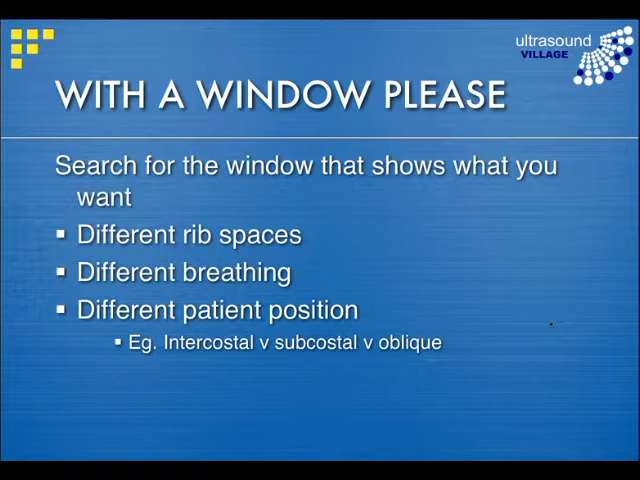 ultrasound
VILLAGE
WITH A WINDOW PLEASE
Search for the window that shows what you
want
▪ Different rib spaces
▪ Different breathing
▪ Different patient position
▪ Eg. Intercostal v subcostal v oblique